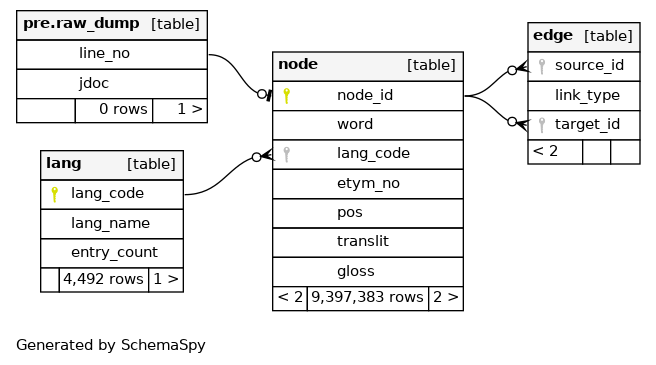 pre.raw_dump [table]
line_no
jdoc
0 rows 1 >
lang [table]
lang_code
lang_name
entry_count
4,492 rows 1 >
node [table]
node_id
word
lang_code
etym_no
pos
translit
gloss
< 2 9,397,383 rows 2 >
edge [table]
source_id
link_type
target_id
< 2
Generated by SchemaSpy